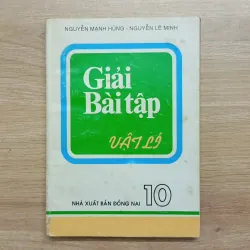 NGUYỄN MẠNH HÙNG - NGUYỄN LÊ MINH
Giải
Bài tập
VẬT LÍ
NHÀ XUẤT BẢN ĐỒNG NAI
10